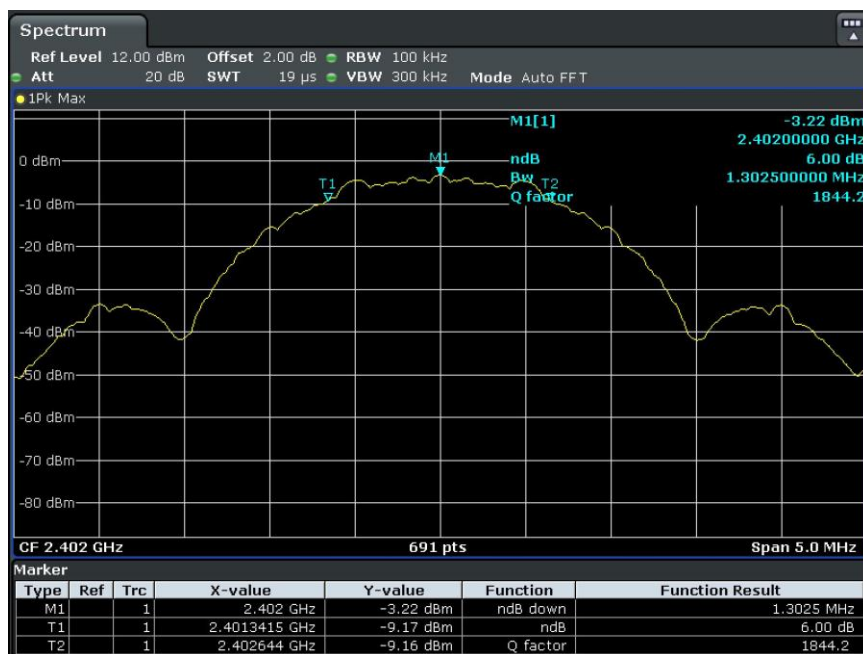 Spectrum
Ref Level 12.00 dBm Offset 2.00 dB RBW 100 kHz
Att 20 dB SWT 19 µs VBW 300 kHz Mode Auto FFT
1Pk Max
M1[1] -3.22 dBm
2.40200000 GHz
0 dBm
M1
ndB 6.00 dB
T1
Bw T2 1.302500000 MHz
-10 dBm
Q factor 1844.2
-20 dBm
-30 dBm
-40 dBm
-50 dBm
-60 dBm
-70 dBm
-80 dBm
CF 2.402 GHz 691 pts Span 5.0 MHz
Marker
Type Ref Trc X-value Y-value Function Function Result
M1 1 2.402 GHz -3.22 dBm ndB down 1.3025 MHz
T1 1 2.4013415 GHz -9.17 dBm ndB 6.00 dB
T2 1 2.402644 GHz -9.16 dBm Q factor 1844.2